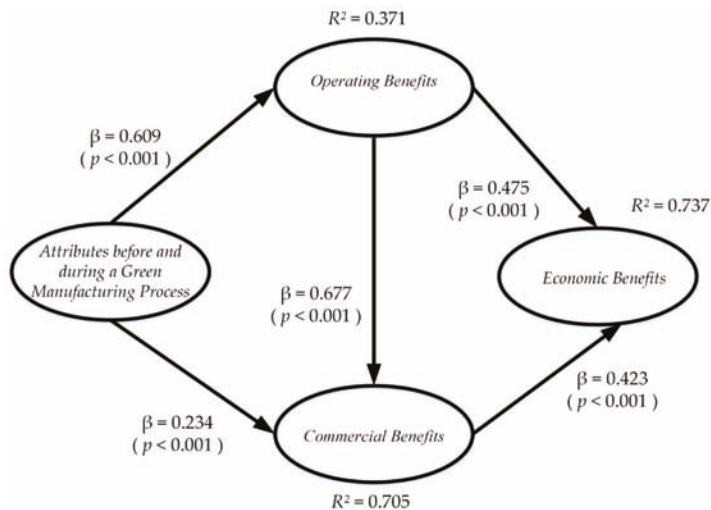 R² = 0.371
Operating Benefits
β = 0.609
( p < 0.001 )
β = 0.475
( p < 0.001 )
R² = 0.737
Attributes before and
during a Green
Manufacturing Process
Economic Benefits
β = 0.677
( p < 0.001 )
β = 0.423
( p < 0.001 )
β = 0.234
( p < 0.001 )
Commercial Benefits
R² = 0.705